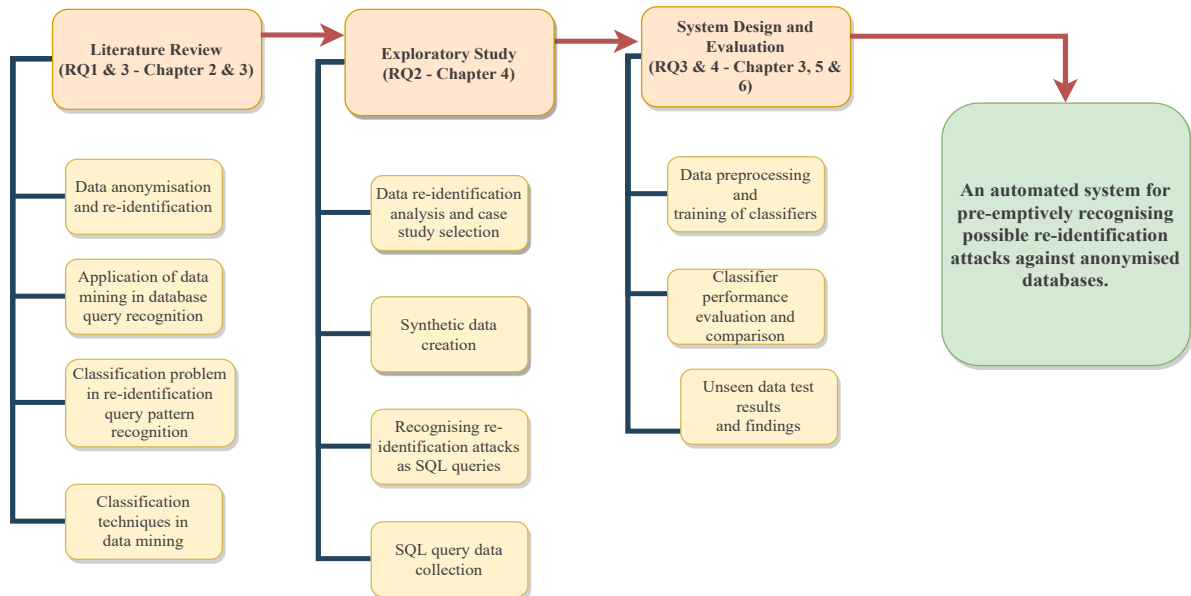 Literature Review
(RQ1 & 3 - Chapter 2 & 3)
Data anonymisation
and re-identification
Application of data
mining in database
query recognition
Classification problem
in re-identification
query pattern
recognition
Classification
techniques in
data mining
Exploratory Study
(RQ2 - Chapter 4)
Data re-identification
analysis and case
study selection
Synthetic data
creation
Recognising re-
identification attacks
as SQL queries
SQL query data
collection
System Design and
Evaluation
(RQ3 & 4 - Chapter 3, 5 &
6)
Data preprocessing
and
training of classifiers
Classifier
performance
evaluation and
comparison
Unseen data test
results
and findings
An automated system for
pre-emptively recognising
possible re-identification
attacks against anonymised
databases.